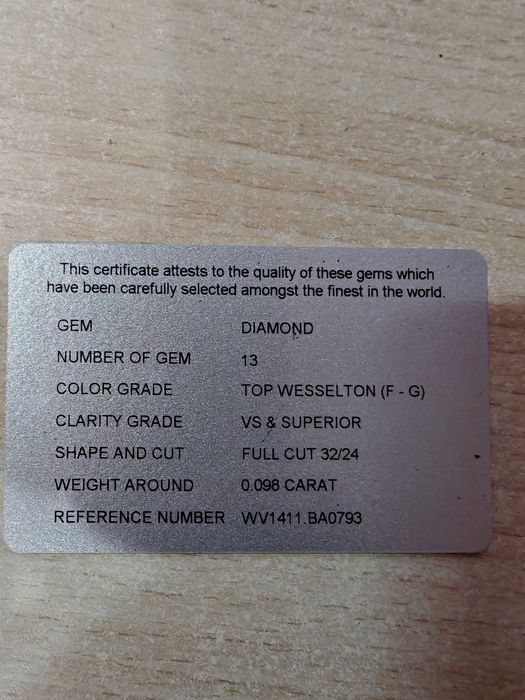 This certificate attests to the quality of these gems which
have been carefully selected amongst the finest in the world.
GEM DIAMOND
NUMBER OF GEM 13
COLOR GRADE TOP WESSELTON (F - G)
CLARITY GRADE VS & SUPERIOR
SHAPE AND CUT FULL CUT 32/24
WEIGHT AROUND 0.098 CARAT
REFERENCE NUMBER WV1411.BA0793